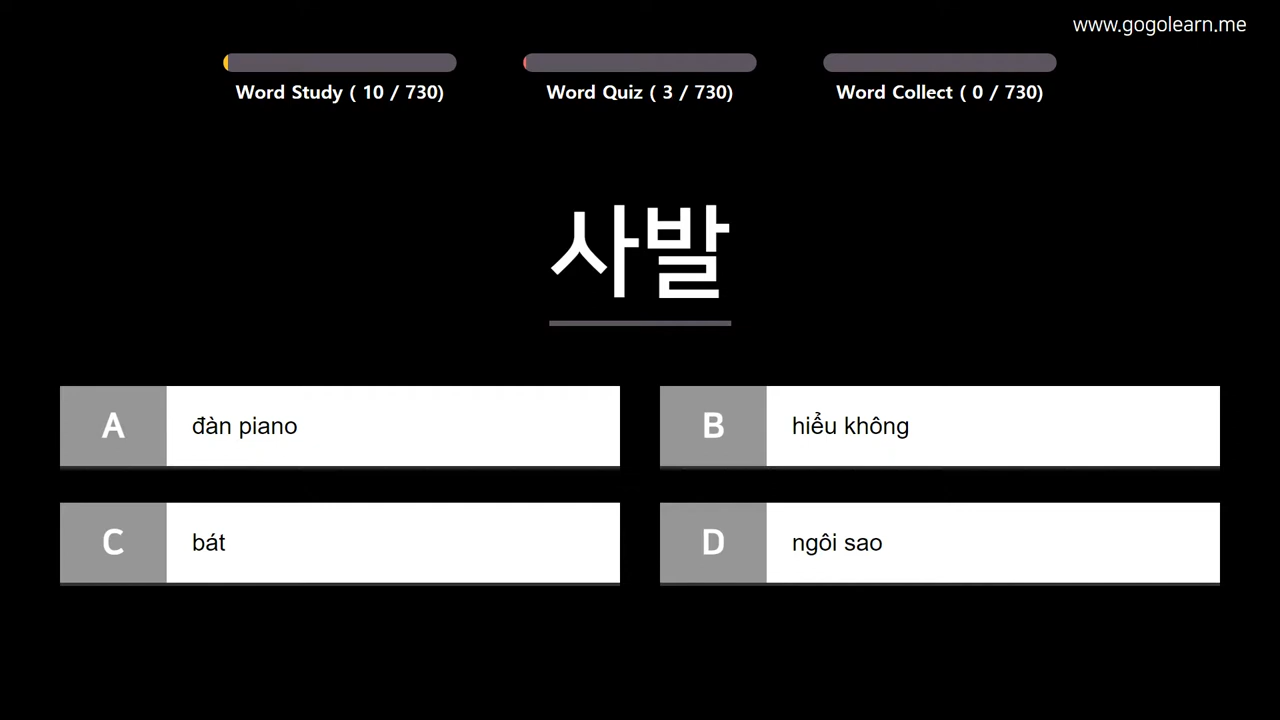 www.gogolearn.me
Word Study ( 10 / 730)
Word Quiz ( 3 / 730)
Word Collect ( 0 / 730)
사발
A
đàn piano
B
hiểu không
C
bát
D
ngôi sao